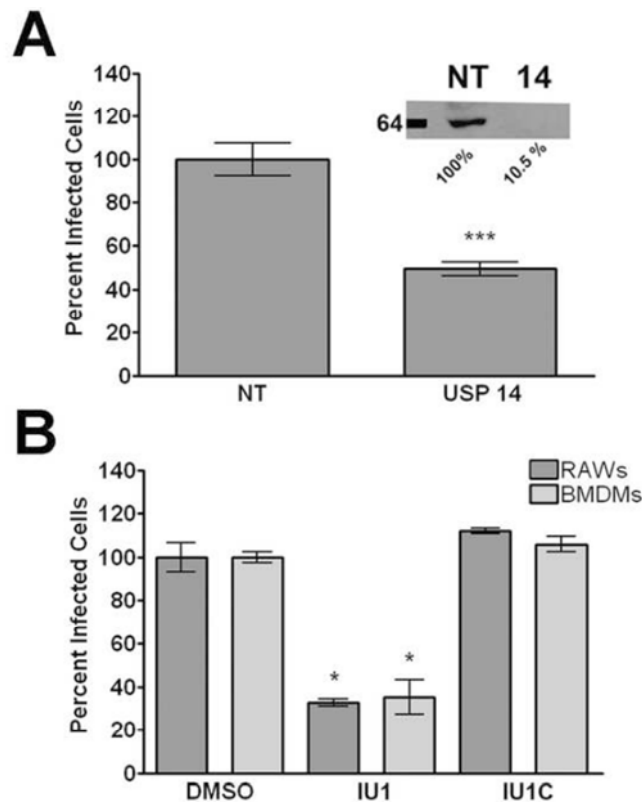 A
NT 14
64
100% 10.5 %
Percent Infected Cells
140
120
100
80
60
40
20
0
***
NT USP 14
B
RAWs
BMDMs
Percent Infected Cells
140
120
100
80
60
40
20
0
* *
DMSO IU1 IU1C